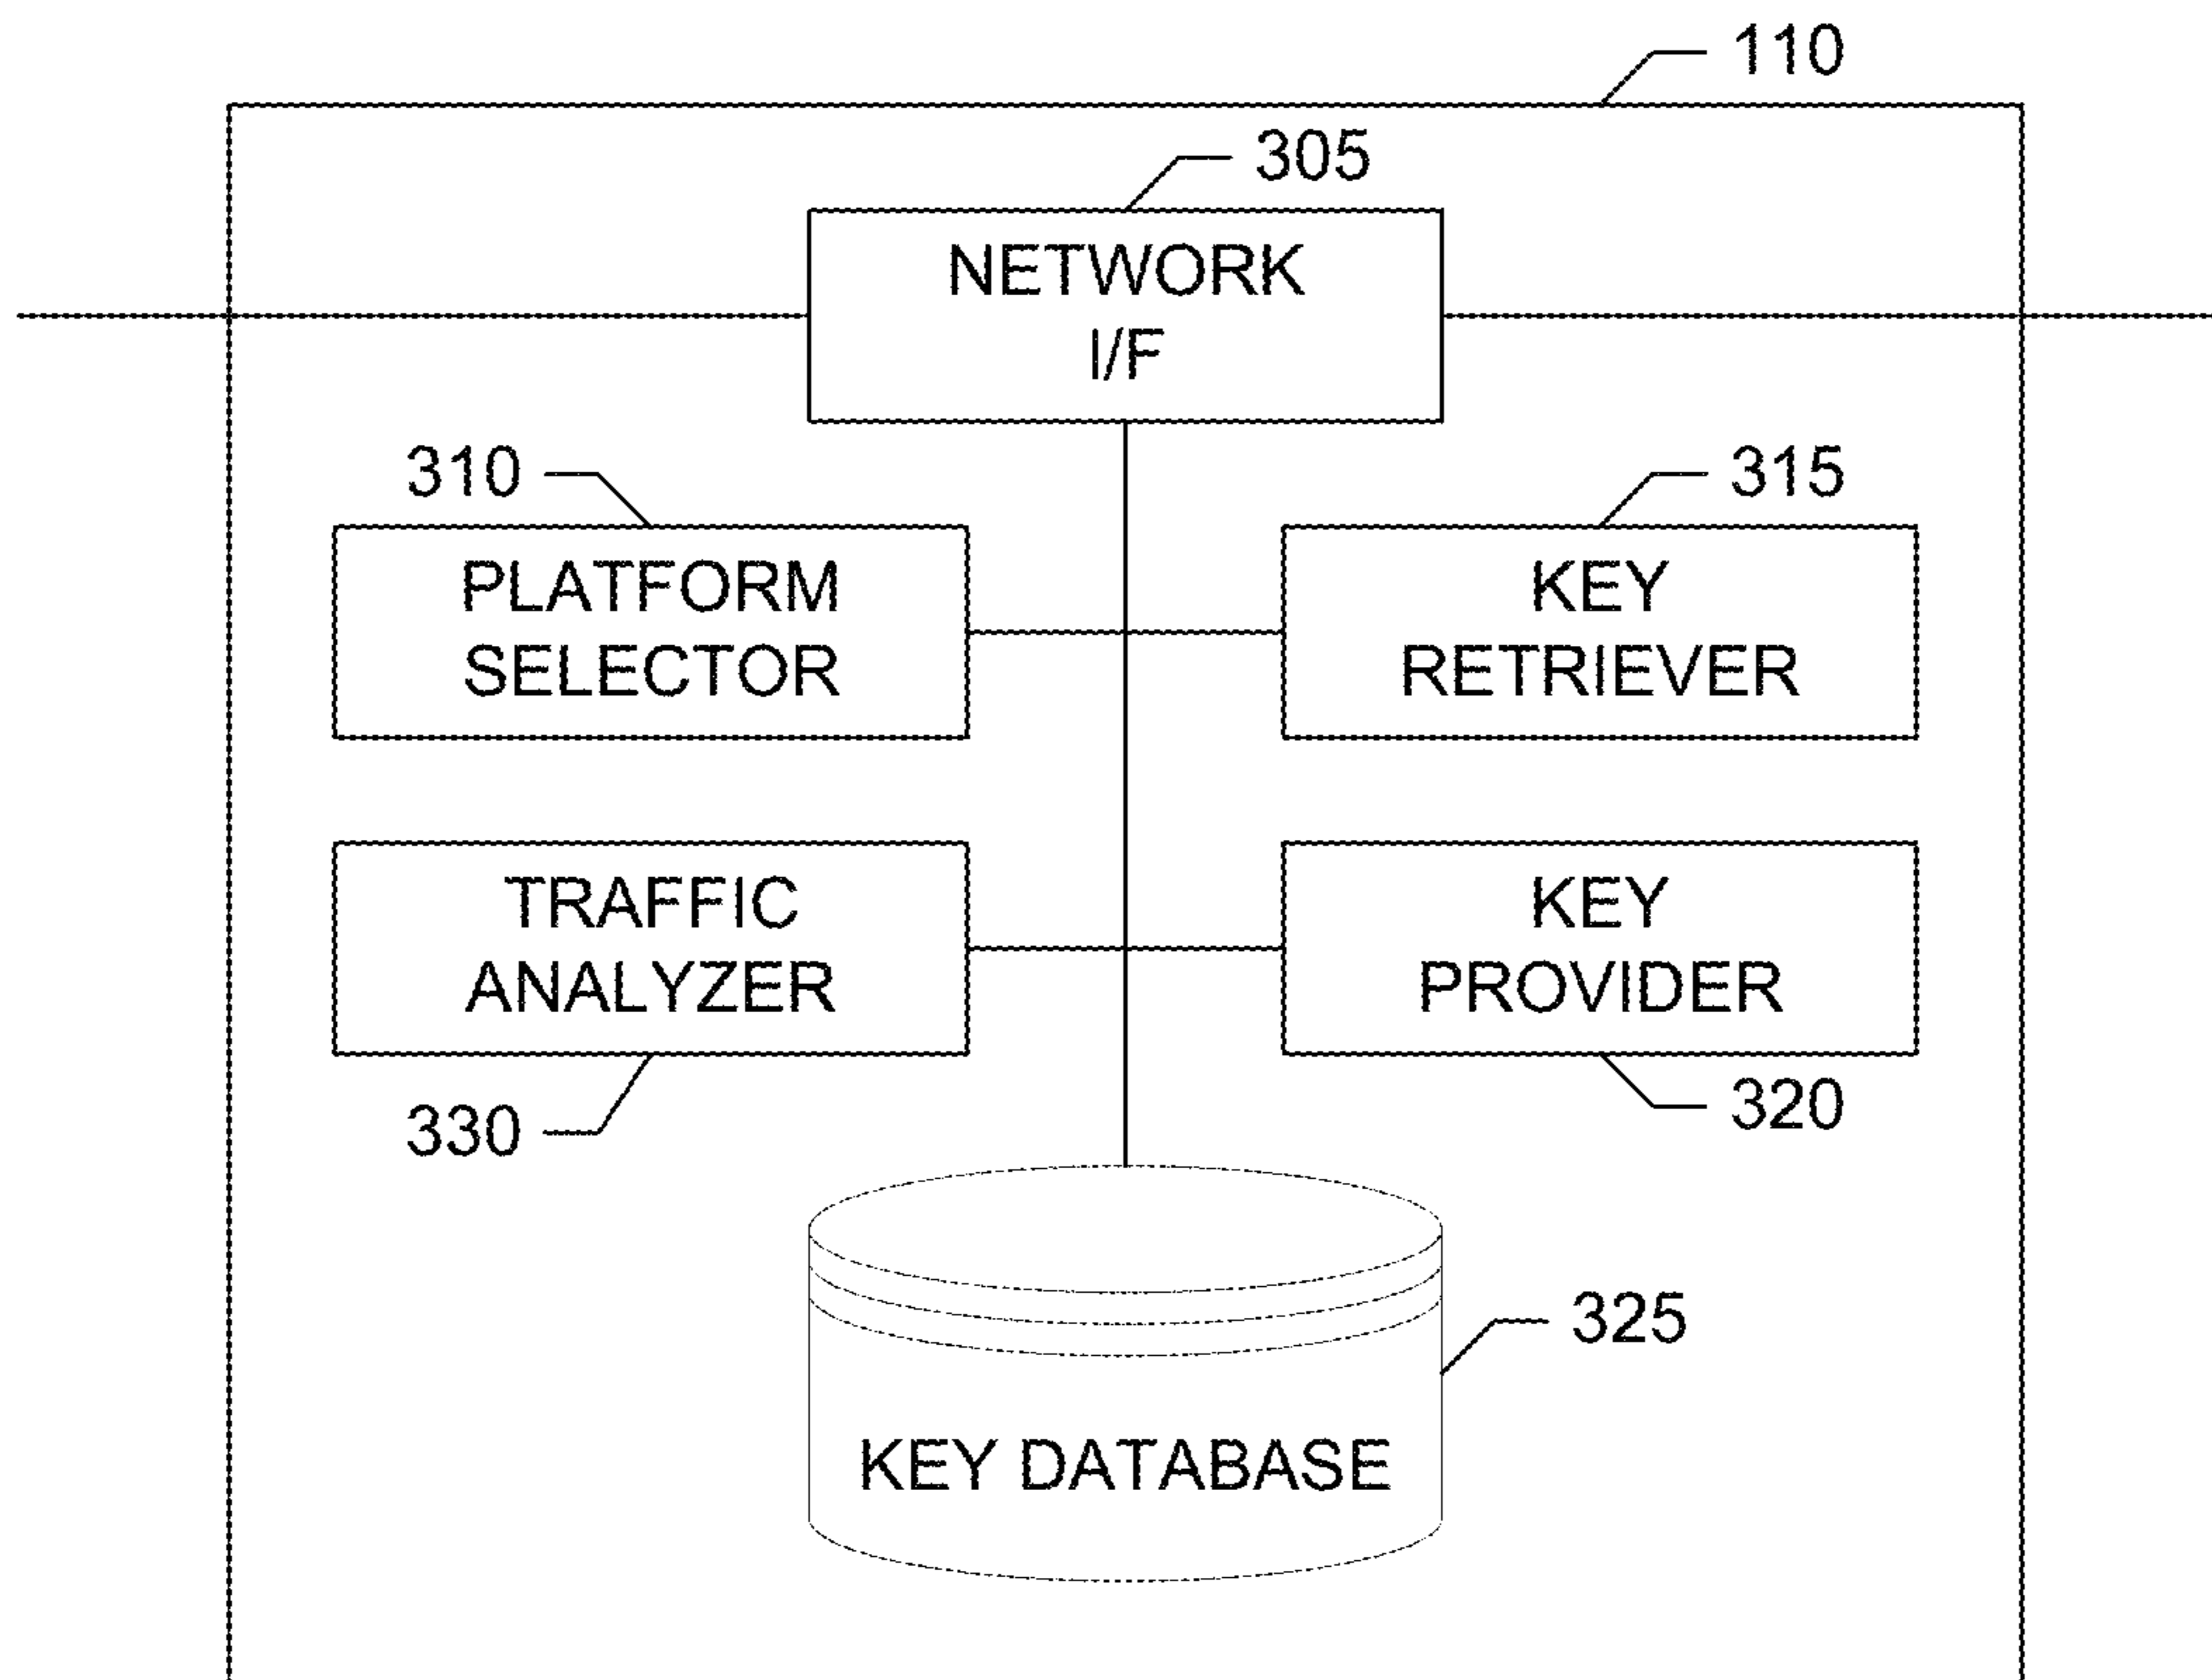 110
305
NETWORK
I/F
310
315
PLATFORM
SELECTOR
KEY
RETRIEVER
TRAFFIC
ANALYZER
KEY
PROVIDER
330
320
325
KEY DATABASE